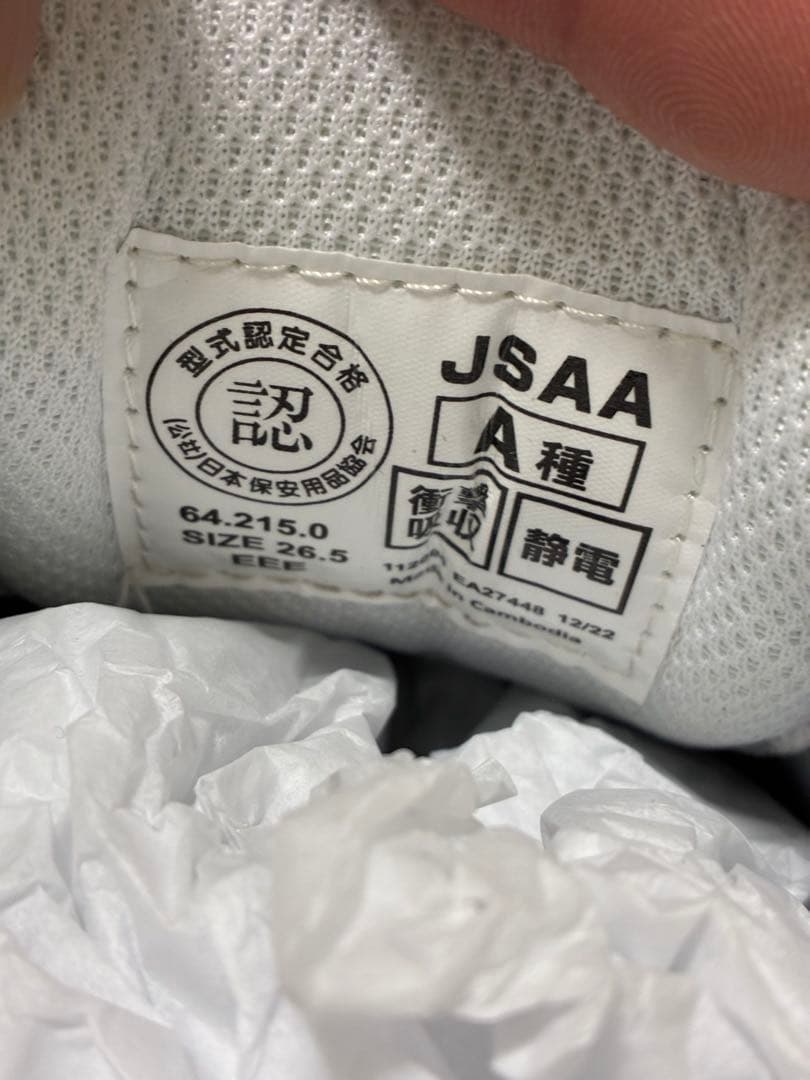 型式認定合格
認
(公社)日本保安用品協会
64.215.0
SIZE 26.5
EEE
JSAA
A種
衝撃
吸収
静電
EA27448 12/22
Made in Cambodia